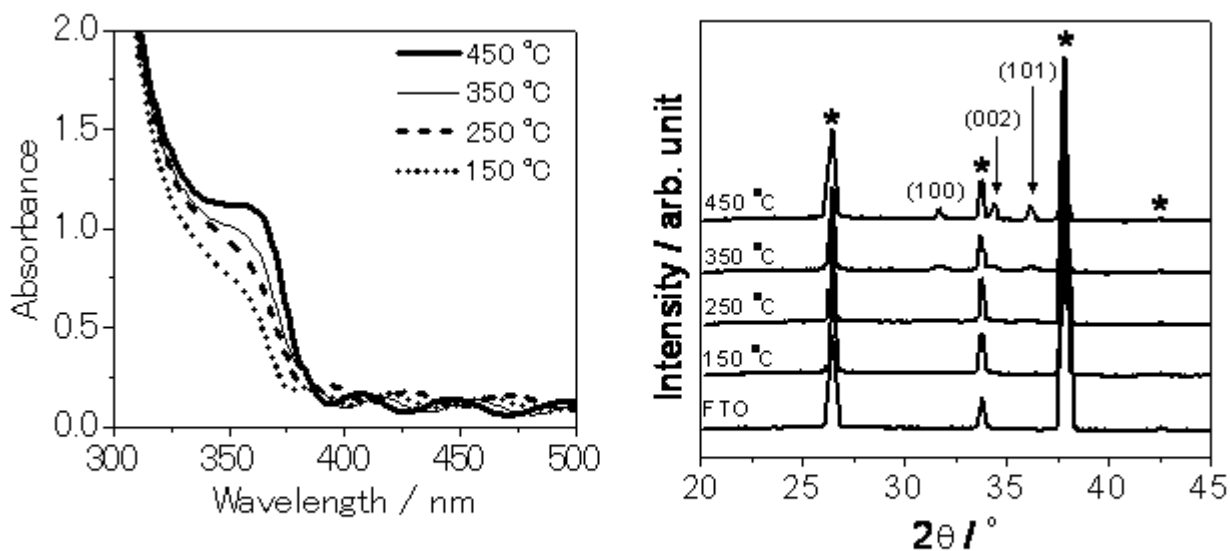 2.0
1.5
1.0
0.5
0.0
Absorbance
450 °C
350 °C
250 °C
150 °C
300 350 400 450 500
Wavelength / nm
Intensity / arb. unit
*
*
*
*
(100)
(002)
(101)
450 °C
350 °C
250 °C
150 °C
FTO
20 25 30 35 40 45
2θ / °